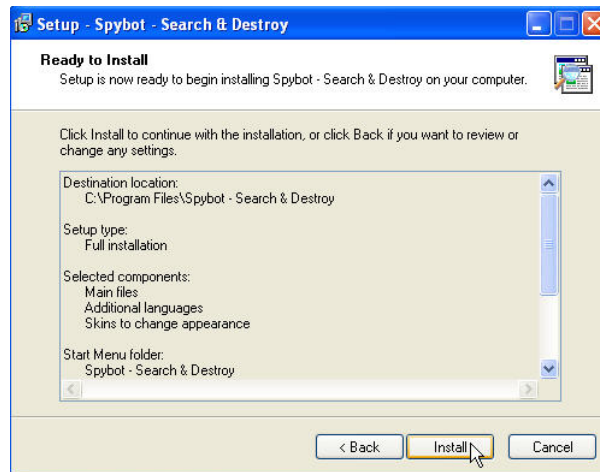 Setup - Spybot - Search & Destroy
Ready to Install
Setup is now ready to begin installing Spybot - Search & Destroy on your computer.
Click Install to continue with the installation, or click Back if you want to review or
change any settings.
Destination location:
C:\Program Files\Spybot - Search & Destroy
Setup type:
Full installation
Selected components:
Main files
Additional languages
Skins to change appearance
Start Menu folder:
Spybot - Search & Destroy
< Back Install Cancel